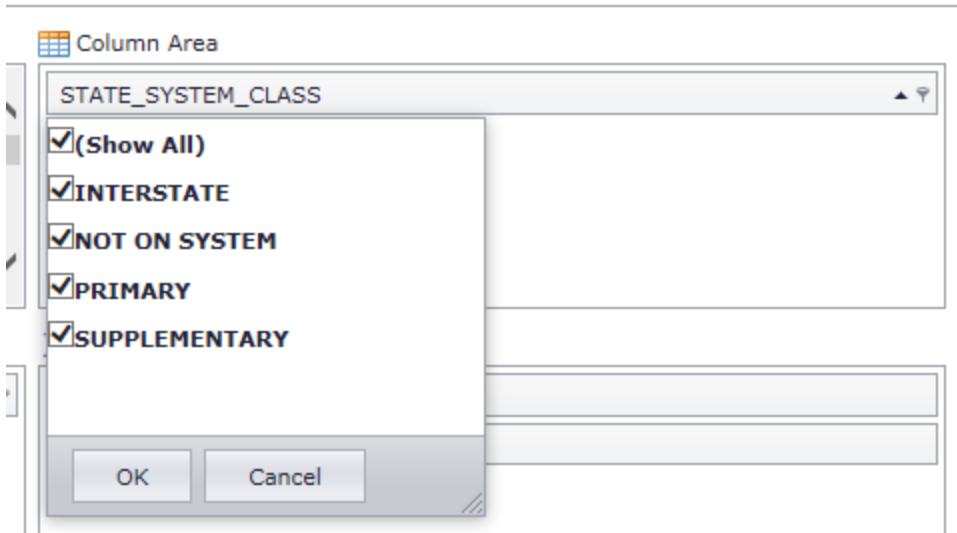 Column Area
STATE_SYSTEM_CLASS
(Show All)
INTERSTATE
NOT ON SYSTEM
PRIMARY
SUPPLEMENTARY
OK Cancel